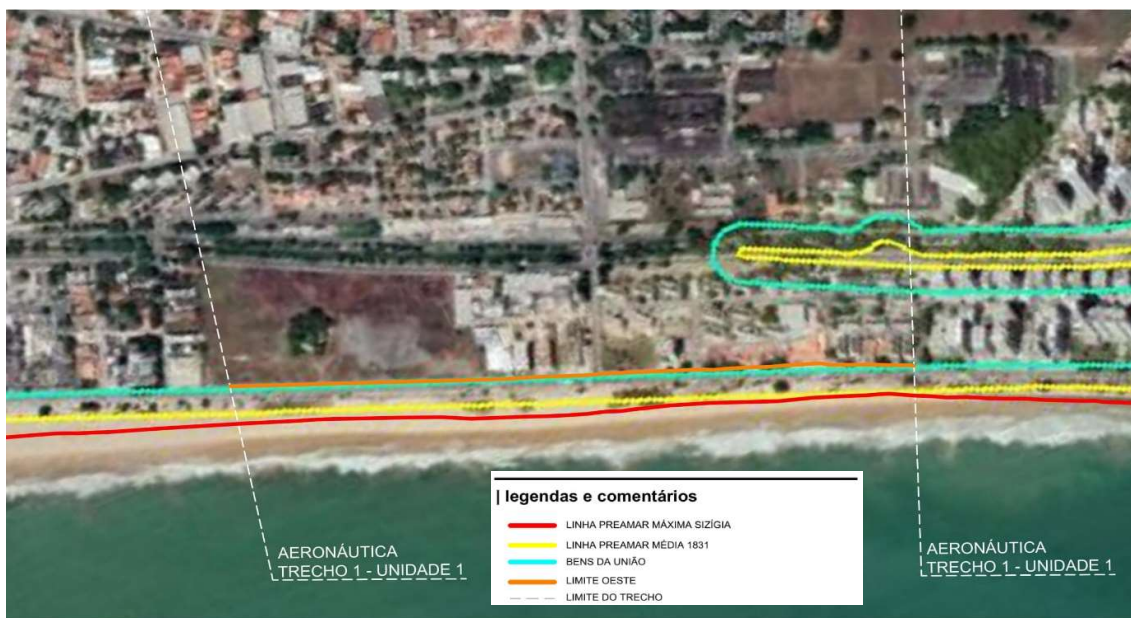 AERONÁUTICA
TRECHO 1 - UNIDADE 1
| legendas e comentários
LINHA PREAMAR MÁXIMA SIZÍGIA
LINHA PREAMAR MÉDIA 1831
BENS DA UNIÃO
LIMITE OESTE
LIMITE DO TRECHO
AERONÁUTICA
TRECHO 1 - UNIDADE 1